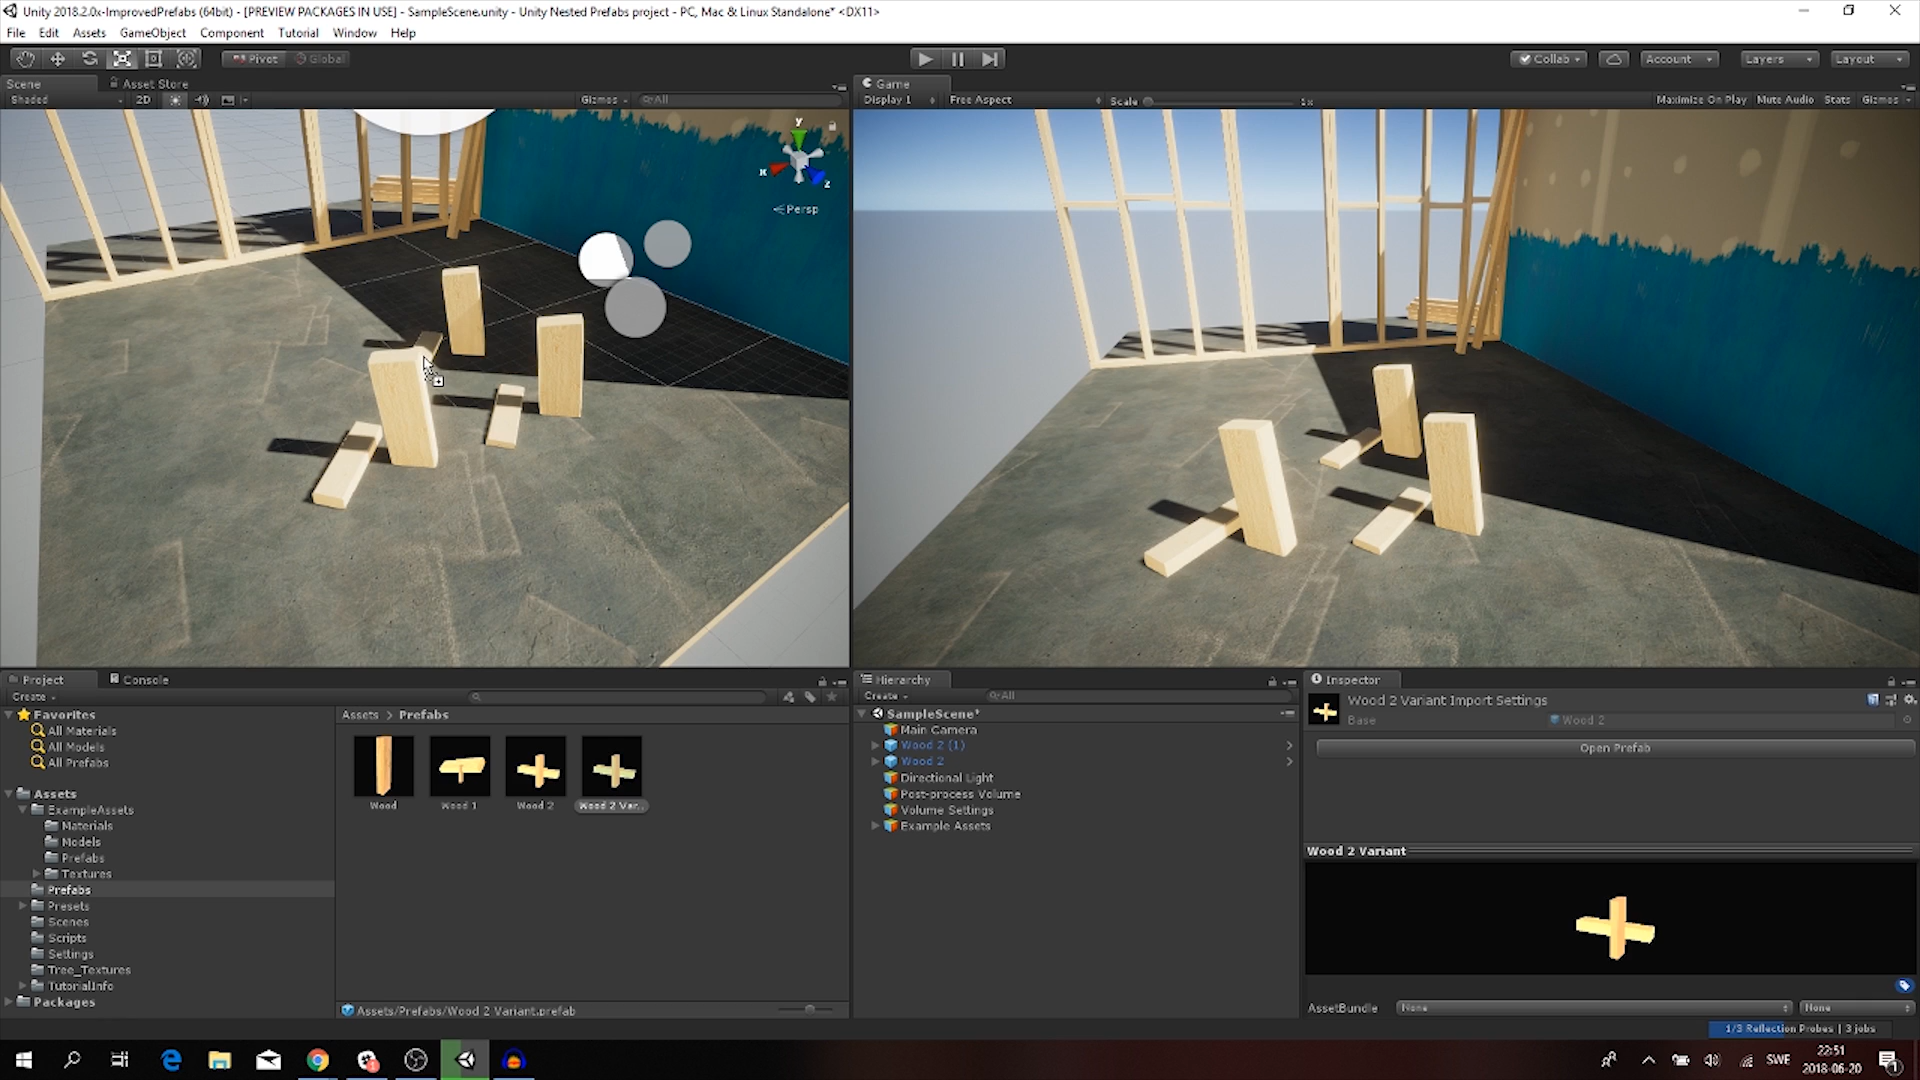 Unity 2018.2.0x-ImprovedPrefabs (64bit) - [PREVIEW PACKAGES IN USE] - SampleScene.unity - Unity Nested Prefabs project - PC, Mac & Linux Standalone* <DX11>
File Edit Assets GameObject Component Tutorial Window Help
Pivot Global Collab Account Layers Layout
Scene Asset Store
Shaded 2D Gizmos All
y x z
Persp
Game
Display 1 Free Aspect Scale 1x Maximize On Play Mute Audio Stats Gizmos
Project Console
Create
Favorites
All Materials
All Models
All Prefabs
Assets
ExampleAssets
Materials
Models
Prefabs
Textures
Prefabs
Presets
Scenes
Scripts
Settings
Tree_Textures
TutorialInfo
Packages
Assets > Prefabs
Wood Wood 1 Wood 2 Wood 2 Var...
Assets/Prefabs/Wood 2 Variant.prefab
Hierarchy
Create All
SampleScene*
Main Camera
Wood 2 (1)
Wood 2
Directional Light
Post-process Volume
Volume Settings
Example Assets
Inspector
Wood 2 Variant Import Settings
Base Wood 2
Open Prefab
Wood 2 Variant
AssetBundle None None
1/3 Reflection Probes | 3 jobs
SWE
22:51
2018-06-20